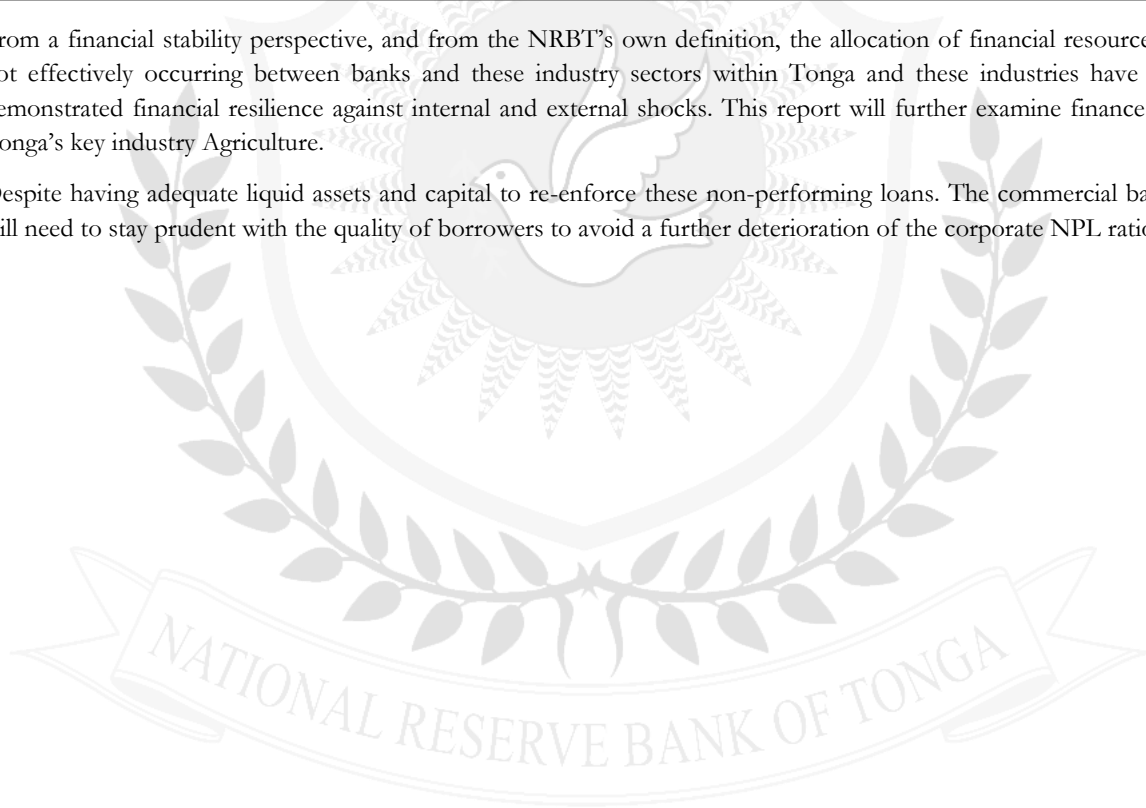 rom a financial stability perspective, and from the NRBT's own definition, the allocation of financial resource
ot effectively occurring between banks and these industry sectors within Tonga and these industries have
emonstrated financial resilience against internal and external shocks. This report will further examine finance
onga's key industry Agriculture.
espite having adequate liquid assets and capital to re-enforce these non-performing loans. The commercial ba
ill need to stay prudent with the quality of borrowers to avoid a further deterioration of the corporate NPL ratio
NATIONAL RESERVE BANK OF TONGA